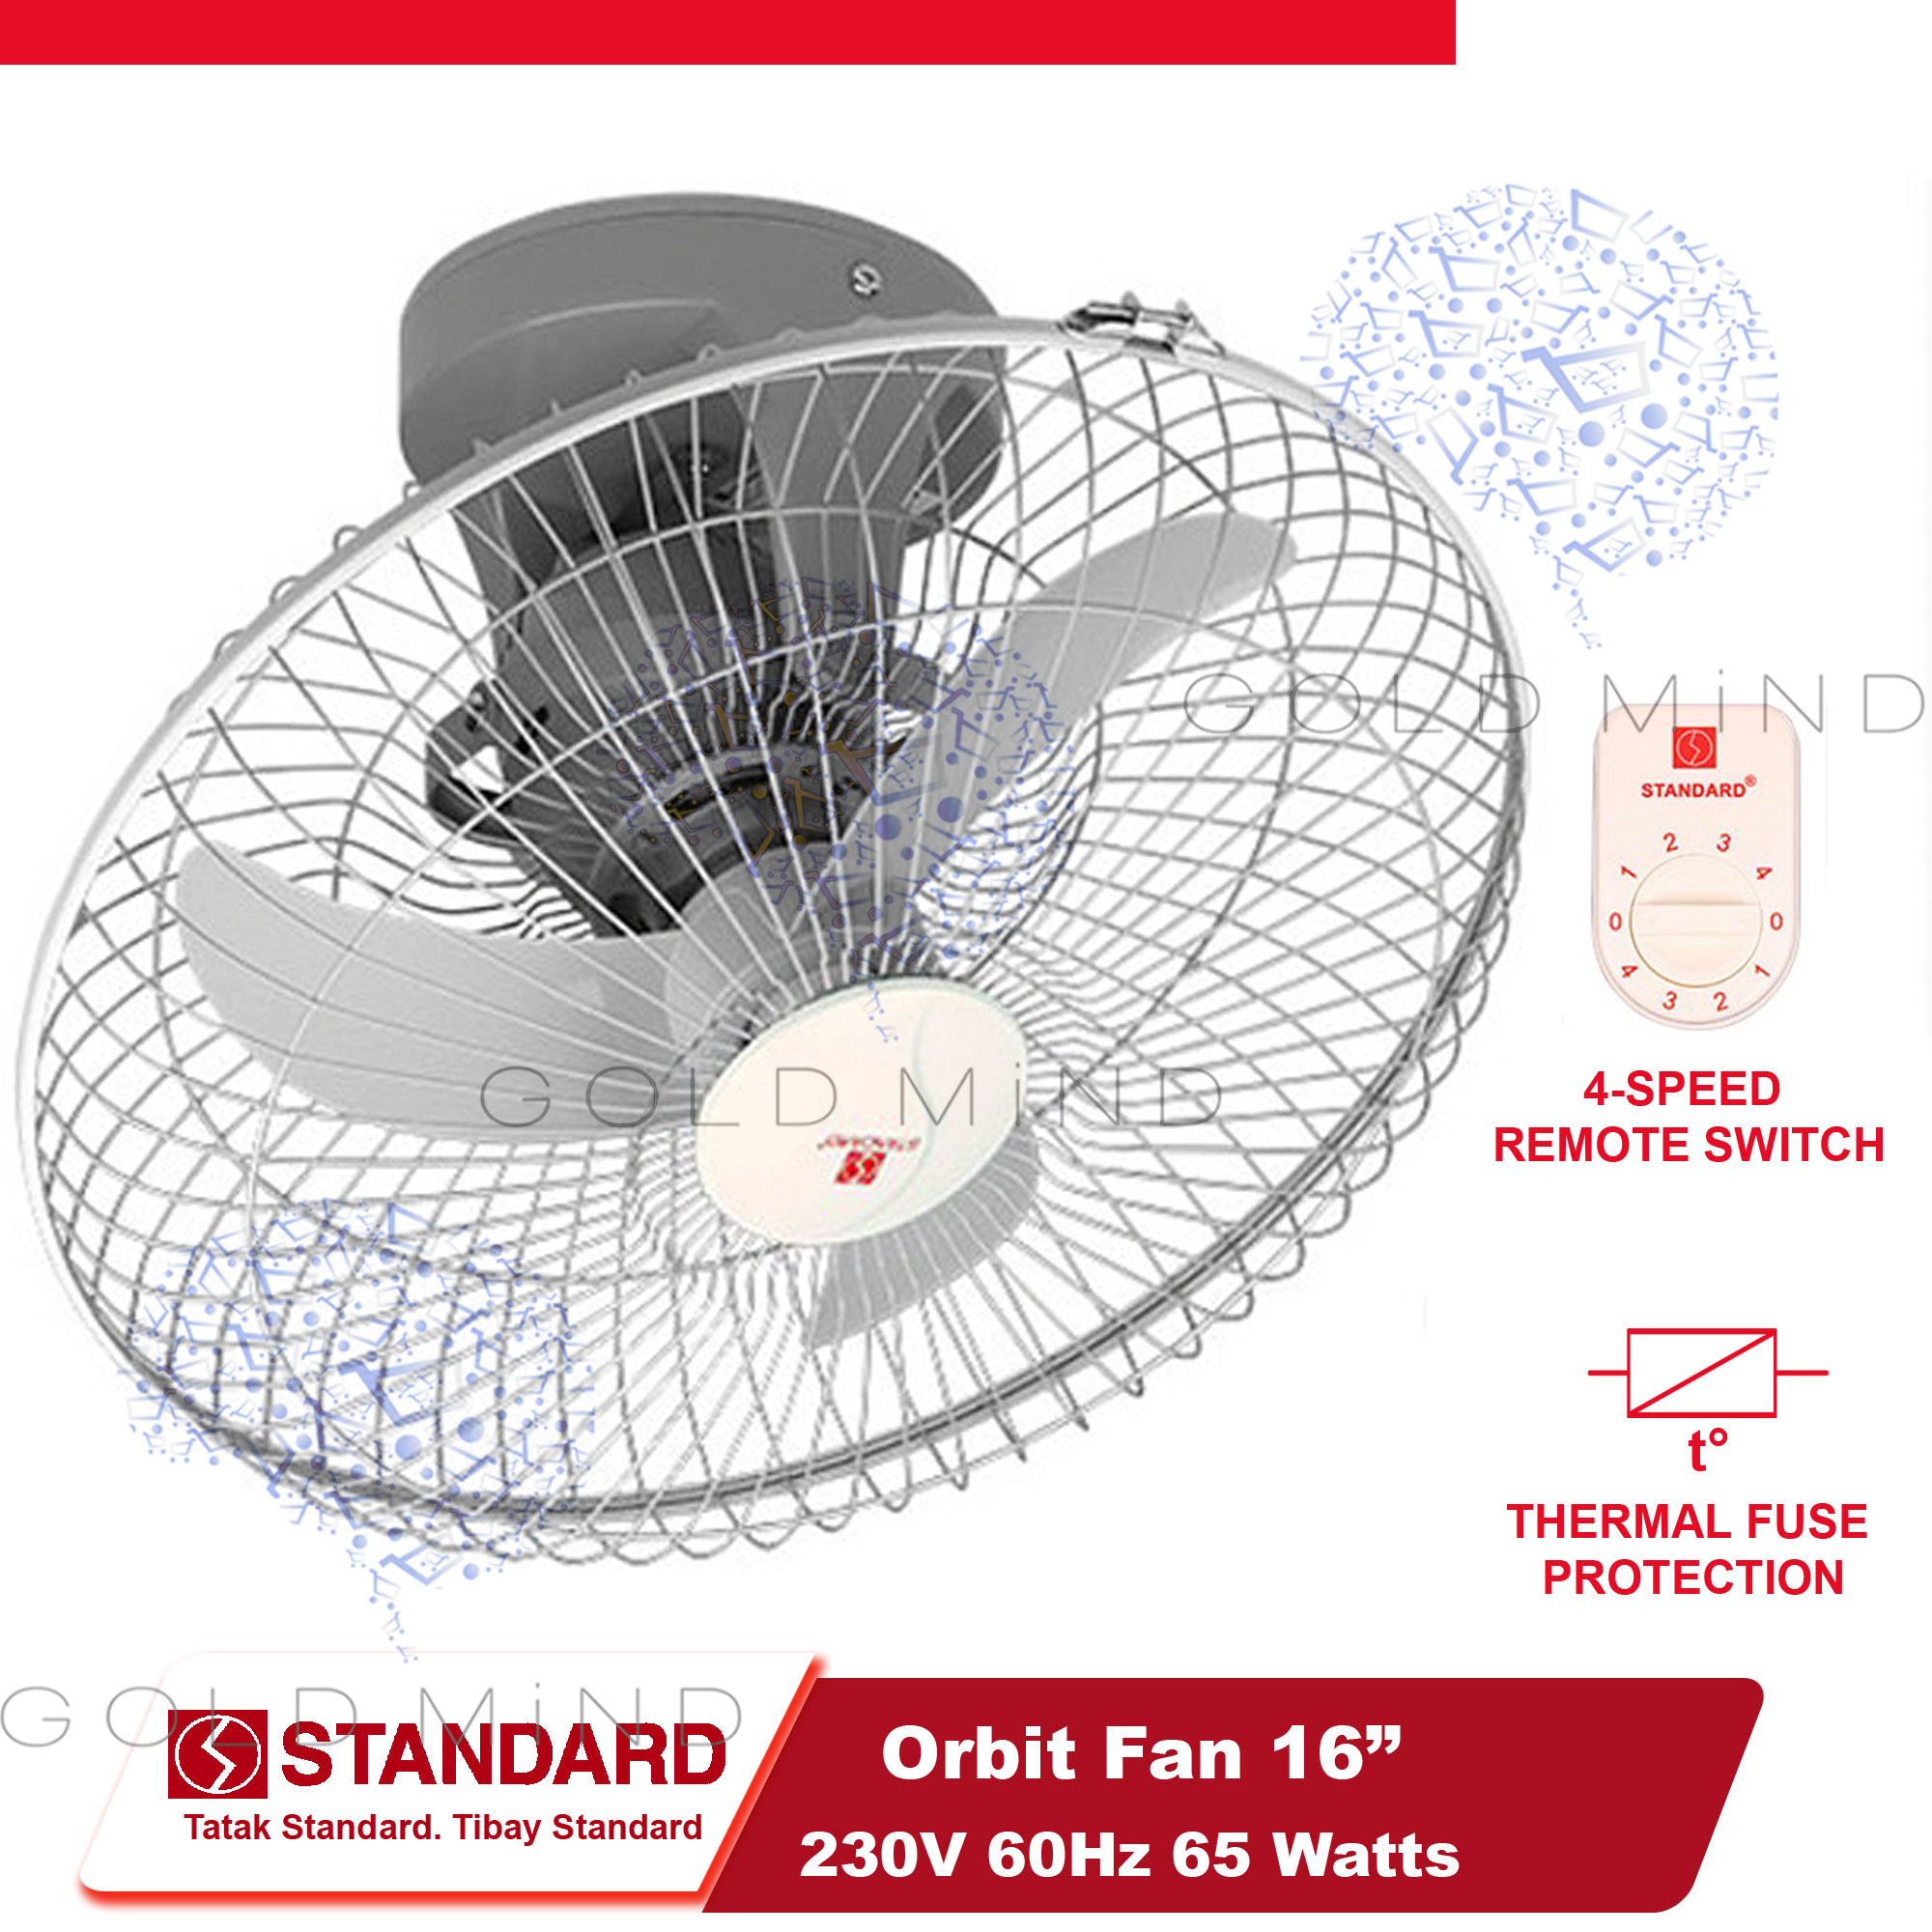 GOLD MiND
STANDARD®
2 3
1 4
0 0
4 1
3 2
4-SPEED
REMOTE SWITCH
GOLD MiND
STANDARD
t°
THERMAL FUSE
PROTECTION
GOLD MiND
STANDARD
Tatak Standard. Tibay Standard
Orbit Fan 16”
230V 60Hz 65 Watts